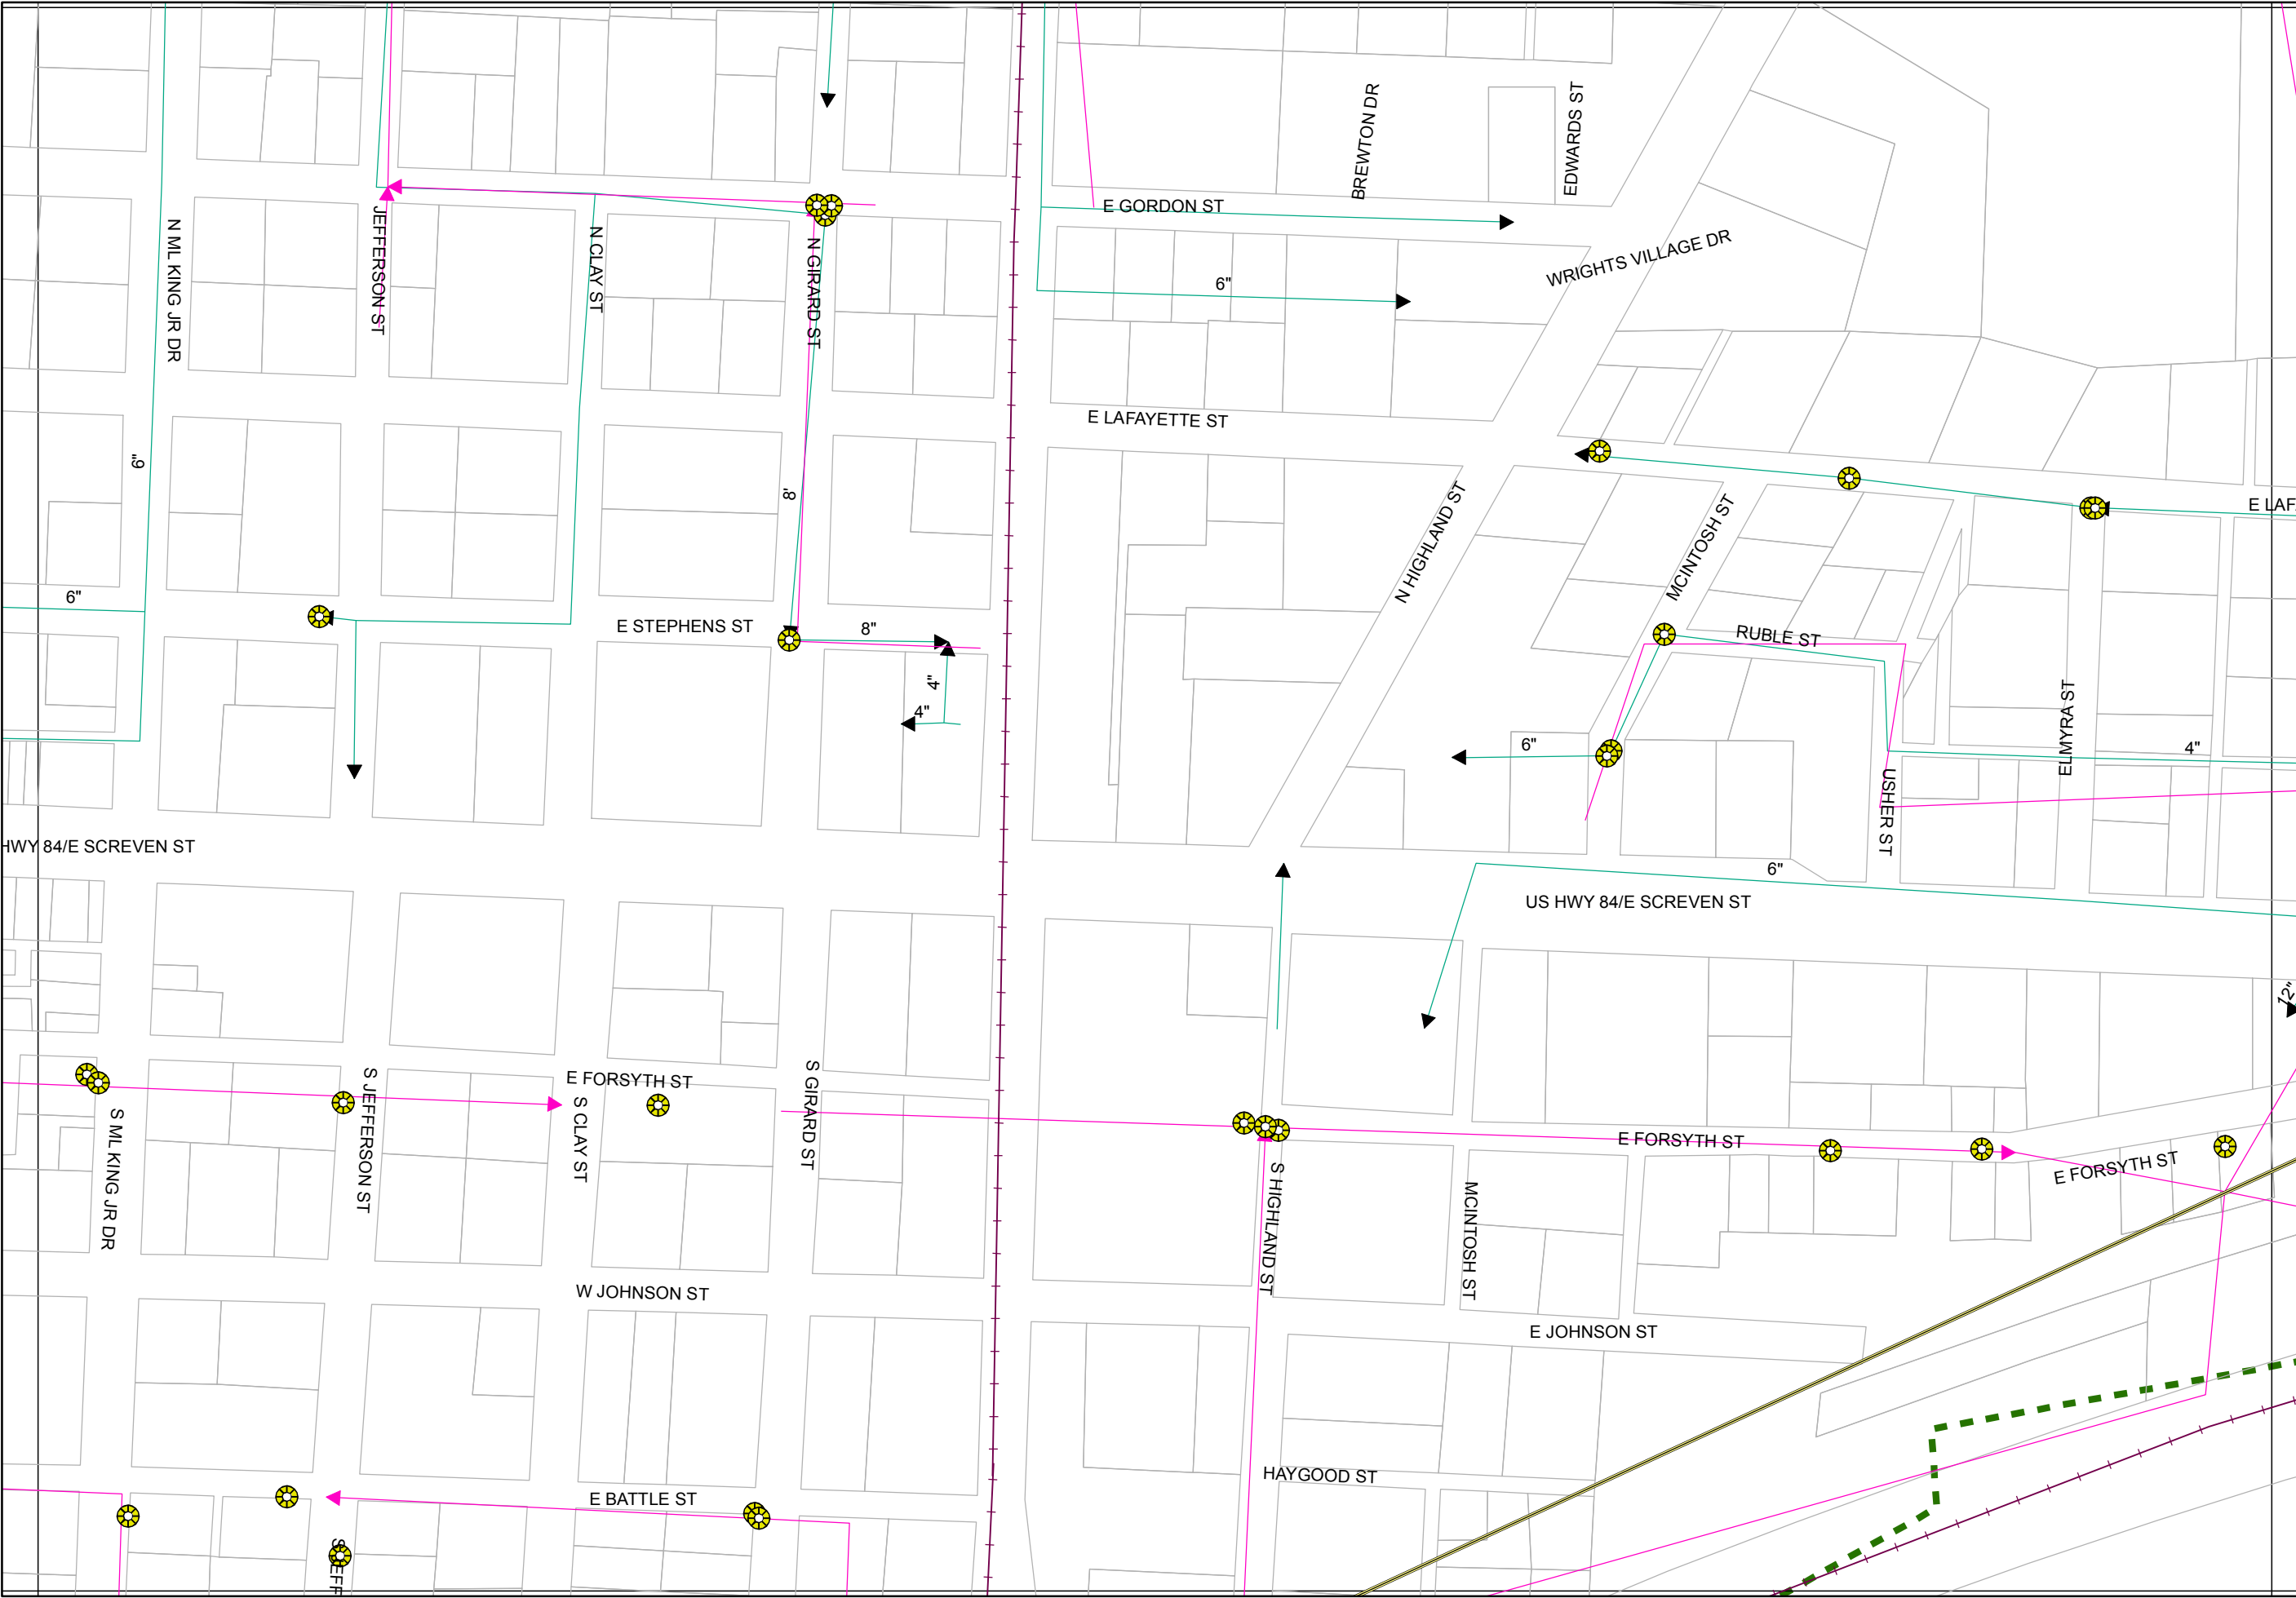 BREWTON DR
EDWARDS ST
E GORDON ST
N ML KING JR DR
JEFFERSON ST
N CLAY ST
N GIRARD ST
WRIGHTS VILLAGE DR
6"
E LAFAYETTE ST
6"
8"
N HIGHLAND ST
MCINTOSH ST
E LAF
6"
E STEPHENS ST
8"
RUBLE ST
4"
4"
ELMYRA ST
6"
4"
USHER ST
HWY 84/E SCREVEN ST
6"
US HWY 84/E SCREVEN ST
12"
E FORSYTH ST
S ML KING JR DR
S JEFFERSON ST
S CLAY ST
S GIRARD ST
E FORSYTH ST
E FORSYTH ST
S HIGHLAND ST
MCINTOSH ST
W JOHNSON ST
E JOHNSON ST
HAYGOOD ST
E BATTLE ST
S JEFF